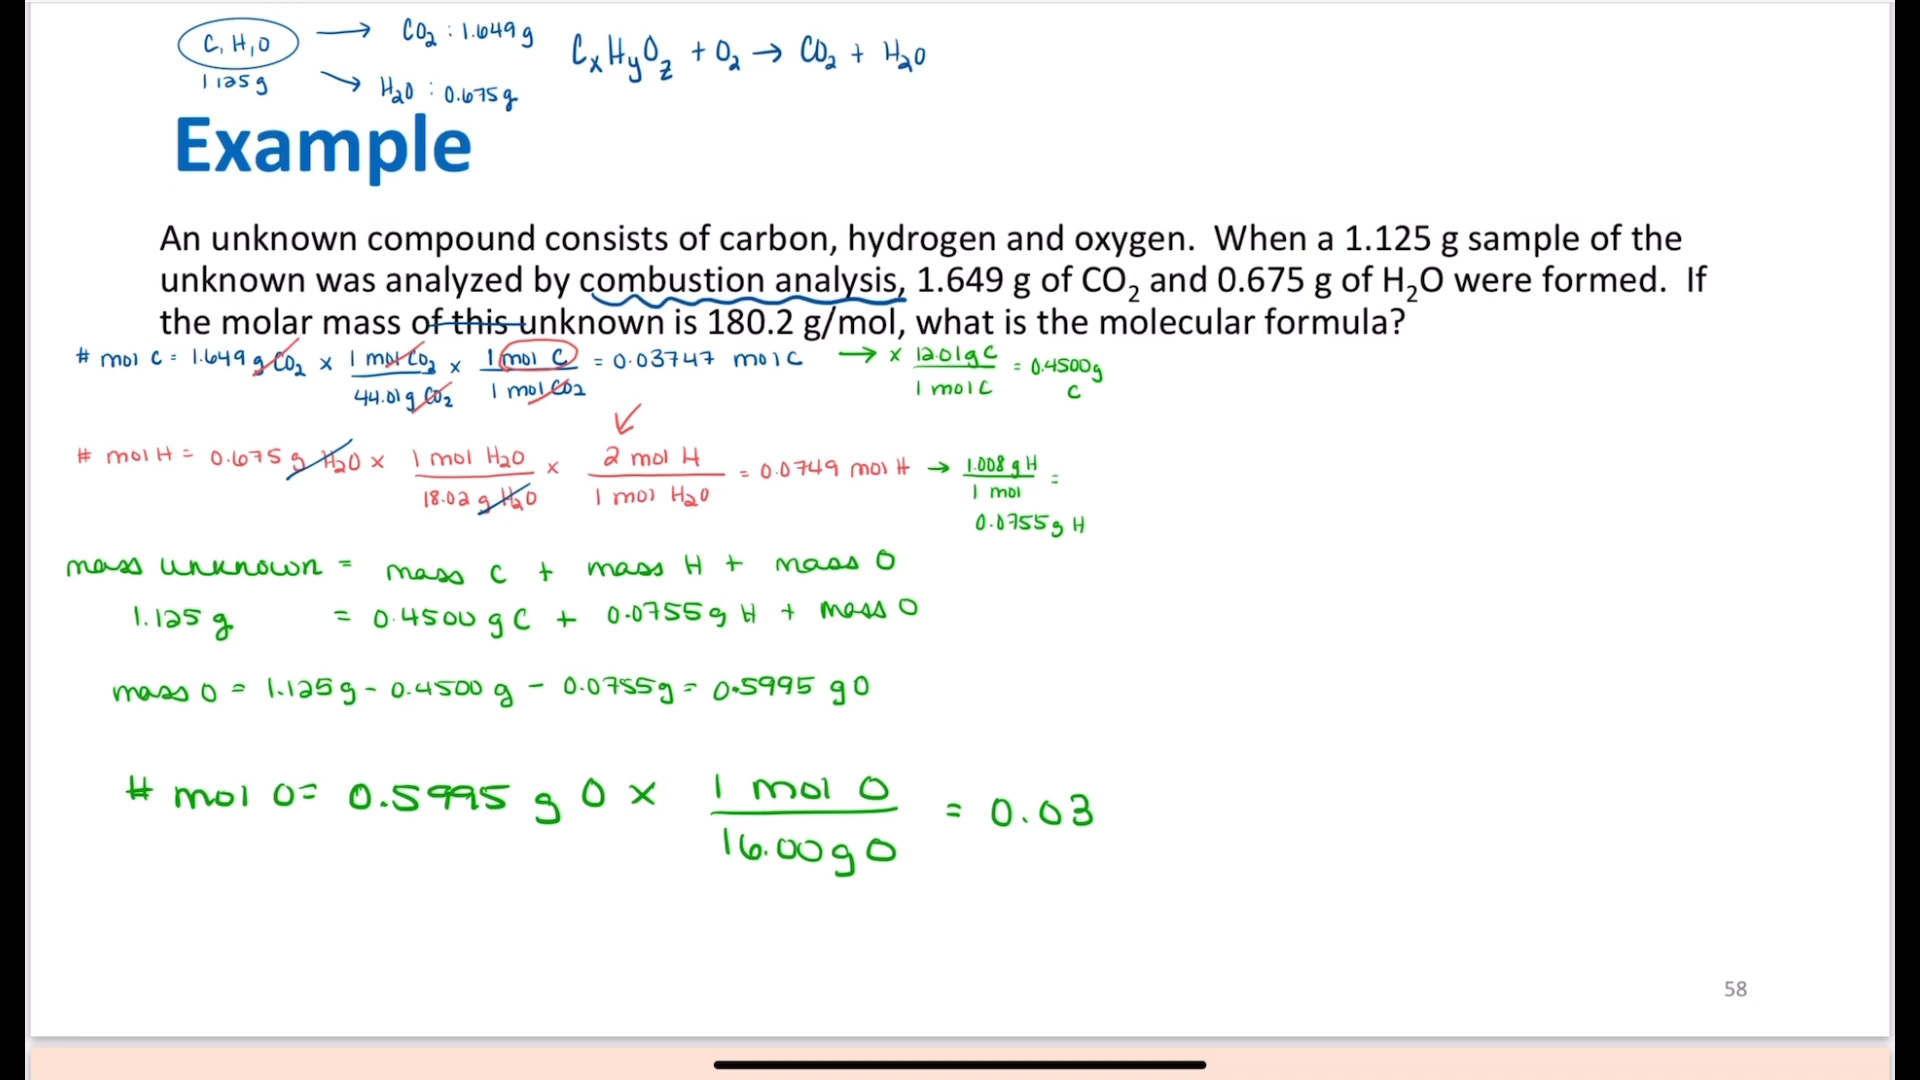 C, H, O → CO₂ : 1.649 g
CₓHᵧO_z + O₂ → CO₂ + H₂O
1.125 g → H₂O : 0.675 g
Example
An unknown compound consists of carbon, hydrogen and oxygen. When a 1.125 g sample of the
unknown was analyzed by combustion analysis, 1.649 g of CO₂ and 0.675 g of H₂O were formed. If
the molar mass of this unknown is 180.2 g/mol, what is the molecular formula?
# mol C = 1.649 g CO₂ × 1 mol CO₂ / 44.01 g CO₂ × 1 mol C / 1 mol CO₂ = 0.03747 mol C → × 12.01 g C / 1 mol C = 0.4500 g C
# mol H = 0.675 g H₂O × 1 mol H₂O / 18.02 g H₂O × 2 mol H / 1 mol H₂O = 0.0749 mol H → 1.008 g H / 1 mol =
0.0755 g H
mass unknown = mass C + mass H + mass O
1.125 g = 0.4500 g C + 0.0755 g H + mass O
mass O = 1.125 g - 0.4500 g - 0.0755 g = 0.5995 g O
# mol O = 0.5995 g O × 1 mol O / 16.00 g O = 0.03
58